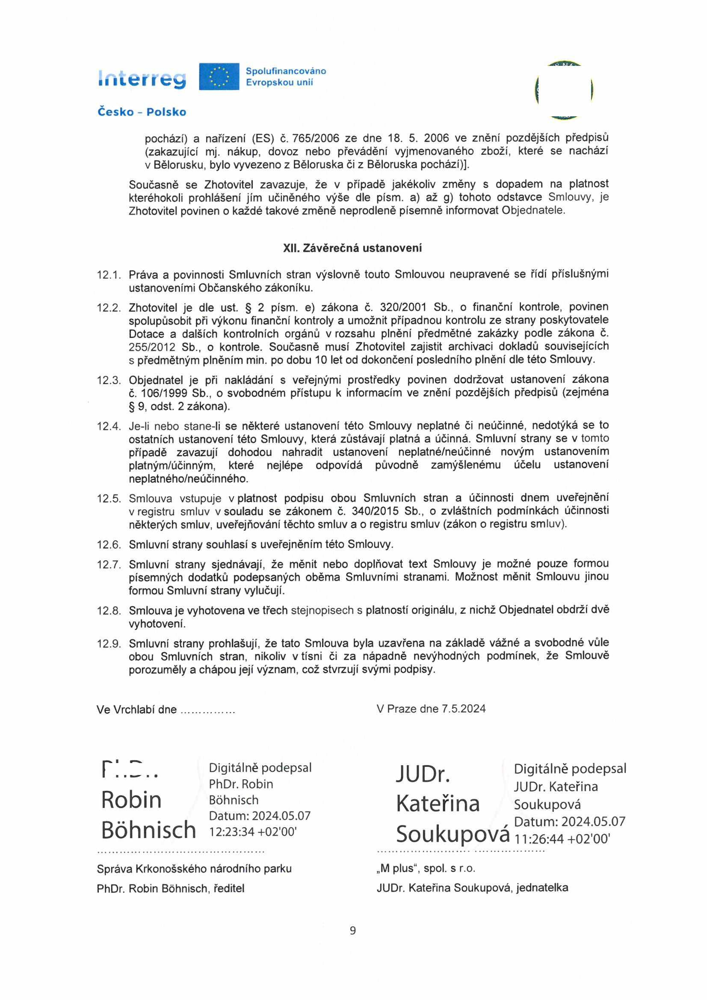 Interreg
Spolufinancováno
Evropskou unií
Česko – Polsko
pochází) a nařízení (ES) č. 765/2006 ze dne 18. 5. 2006 ve znění pozdějších předpisů
(zakazující mj. nákup, dovoz nebo převádění vyjmenovaného zboží, které se nachází
v Bělorusku, bylo vyvezeno z Běloruska či z Běloruska pochází)].
Současně se Zhotovitel zavazuje, že v případě jakékoliv změny s dopadem na platnost
kteréhokoli prohlášení jím učiněného výše dle písm. a) až g) tohoto odstavce Smlouvy, je
Zhotovitel povinen o každé takové změně neprodleně písemně informovat Objednatele.
XII. Závěrečná ustanovení
12.1. Práva a povinnosti Smluvních stran výslovně touto Smlouvou neupravené se řídí příslušnými
ustanoveními Občanského zákoníku.
12.2. Zhotovitel je dle ust. § 2 písm. e) zákona č. 320/2001 Sb., o finanční kontrole, povinen
spolupůsobit při výkonu finanční kontroly a umožnit případnou kontrolu ze strany poskytovatele
Dotace a dalších kontrolních orgánů v rozsahu plnění předmětné zakázky podle zákona č.
255/2012 Sb., o kontrole. Současně musí Zhotovitel zajistit archivaci dokladů souvisejících
s předmětným plněním min. po dobu 10 let od dokončení posledního plnění dle této Smlouvy.
12.3. Objednatel je při nakládání s veřejnými prostředky povinen dodržovat ustanovení zákona
č. 106/1999 Sb., o svobodném přístupu k informacím ve znění pozdějších předpisů (zejména
§ 9, odst. 2 zákona).
12.4. Je-li nebo stane-li se některé ustanovení této Smlouvy neplatné či neúčinné, nedotýká se to
ostatních ustanovení této Smlouvy, která zůstávají platná a účinná. Smluvní strany se v tomto
případě zavazují dohodou nahradit ustanovení neplatné/neúčinné novým ustanovením
platným/účinným, které nejlépe odpovídá původně zamýšlenému účelu ustanovení
neplatného/neúčinného.
12.5. Smlouva vstupuje v platnost podpisu obou Smluvních stran a účinnosti dnem uveřejnění
v registru smluv v souladu se zákonem č. 340/2015 Sb., o zvláštních podmínkách účinnosti
některých smluv, uveřejňování těchto smluv a o registru smluv (zákon o registru smluv).
12.6. Smluvní strany souhlasí s uveřejněním této Smlouvy.
12.7. Smluvní strany sjednávají, že měnit nebo doplňovat text Smlouvy je možné pouze formou
písemných dodatků podepsaných oběma Smluvními stranami. Možnost měnit Smlouvu jinou
formou Smluvní strany vylučují.
12.8. Smlouva je vyhotovena ve třech stejnopisech s platností originálu, z nichž Objednatel obdrží dvě
vyhotovení.
12.9. Smluvní strany prohlašují, že tato Smlouva byla uzavřena na základě vážné a svobodné vůle
obou Smluvních stran, nikoliv v tísni či za nápadně nevýhodných podmínek, že Smlouvě
porozuměly a chápou její význam, což stvrzují svými podpisy.
Ve Vrchlabí dne ...............
V Praze dne 7.5.2024
Robin
Böhnisch
Digitálně podepsal
PhDr. Robin
Böhnisch
Datum: 2024.05.07
12:23:34 +02'00'
JUDr.
Kateřina
Soukupová
Digitálně podepsal
JUDr. Kateřina
Soukupová
Datum: 2024.05.07
11:26:44 +02'00'
Správa Krkonošského národního parku
PhDr. Robin Böhnisch, ředitel
„M plus“, spol. s r.o.
JUDr. Kateřina Soukupová, jednatelka
9